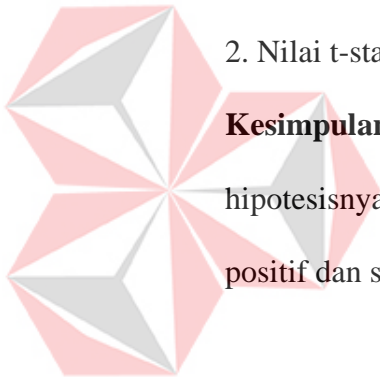 2. Nilai t-sta
Kesimpulan
hipotesisnya
positif dan s